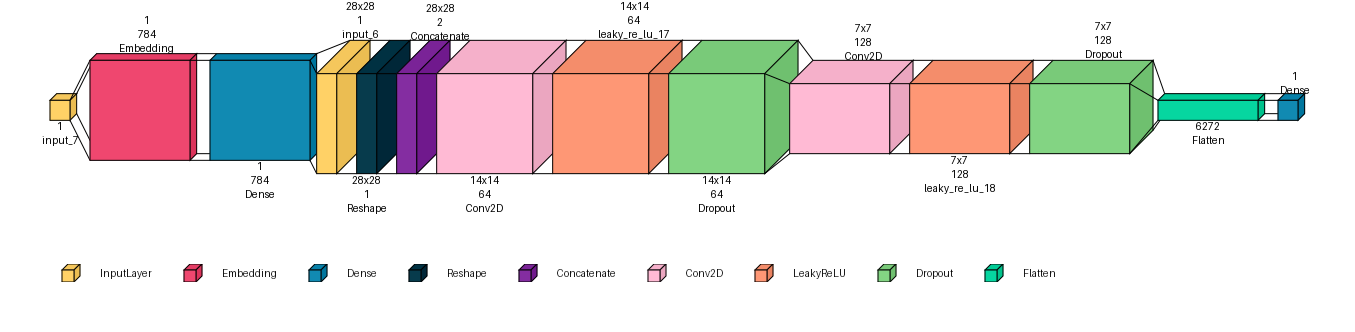 1
784
Embedding
28x28
1
input_6
28x28
2
Concatenate
14x14
64
leaky_re_lu_17
7x7
128
Conv2D
7x7
128
Dropout
1
Dense
1
input_7
1
784
Dense
28x28
1
Reshape
14x14
64
Conv2D
14x14
64
Dropout
7x7
128
leaky_re_lu_18
6272
Flatten
InputLayer
Embedding
Dense
Reshape
Concatenate
Conv2D
LeakyReLU
Dropout
Flatten